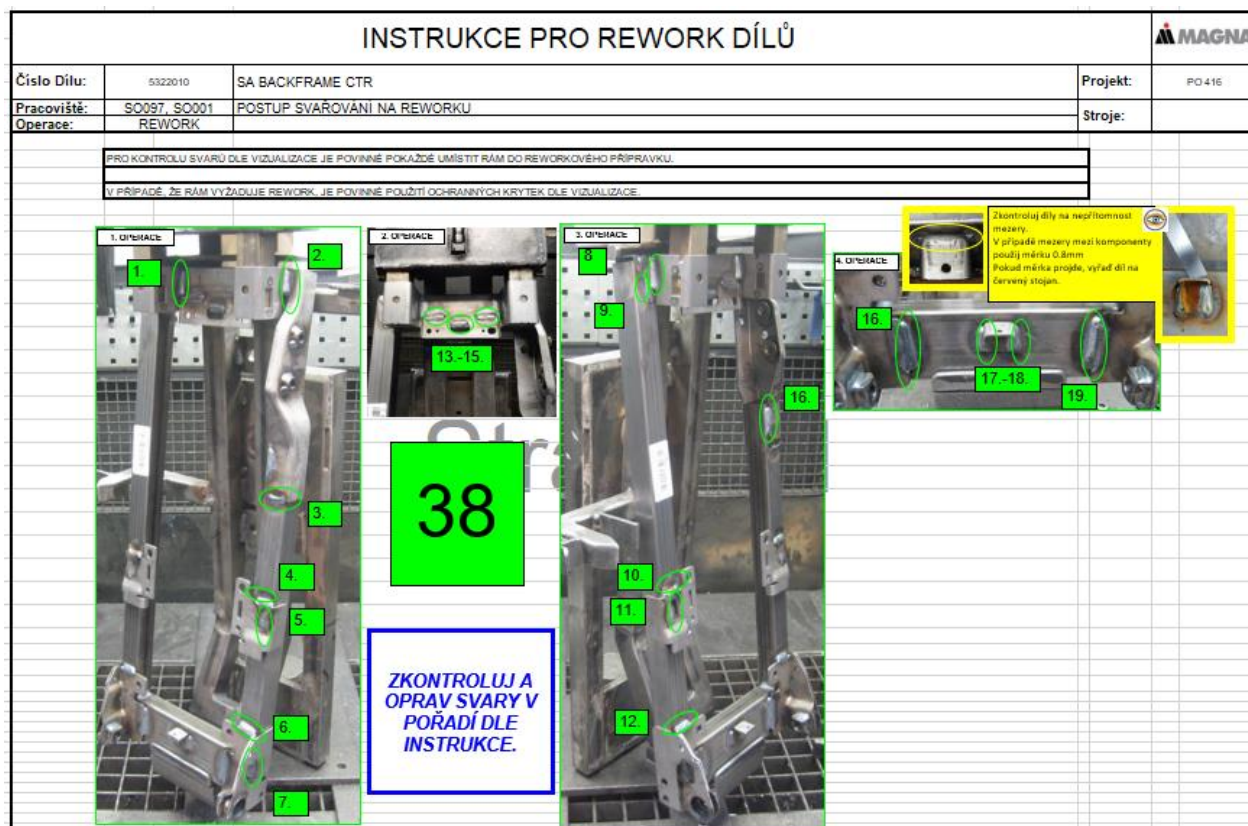 INSTRUKCE PRO REWORK DÍLŮ
MAGNA
Číslo Dílu: 5322010 SA BACKFRAME CTR Projekt: PO 416
Pracoviště: SO097, SO001 POSTUP SVAŘOVÁNÍ NA REWORKU Stroje:
Operace: REWORK
PRO KONTROLU SVARŮ DLE VIZUALIZACE JE POVINNÉ POKAŽDÉ UMÍSTIT RÁM DO REWORKOVÉHO PŘÍPRAVKU.
V PŘÍPADĚ, ŽE RÁM VYŽADUJE REWORK, JE POVINNÉ POUŽITÍ OCHRANNÝCH KRYTEK DLE VIZUALIZACE.
1. OPERACE
1.
2.
3.
4.
5.
6.
7.
2. OPERACE
13.-15.
38
ZKONTROLUJ A
OPRAV SVARY V
POŘADÍ DLE
INSTRUKCE.
3. OPERACE
8
9.
16.
10.
11.
12.
4. OPERACE
16.
17.-18.
19.
Zkontroluj díly na nepřítomnost
mezery.
V případě mezery mezi komponenty
použij měrku 0.8mm
Pokud měrka projde, vyřaď díl na
červený stojan.